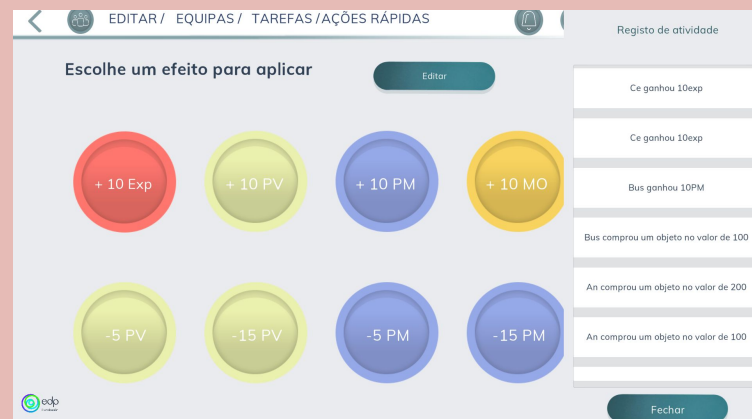 EDITAR / EQUIPAS / TAREFAS /AÇÕES RÁPIDAS
Escolhe um efeito para aplicar
Editar
+ 10 Exp
+ 10 PV
+ 10 PM
+ 10 MO
-5 PV
-15 PV
-5 PM
-15 PM
edp
Registo de atividade
Ce ganhou 10exp
Ce ganhou 10exp
Bus ganhou 10PM
Bus comprou um objeto no valor de 100
An comprou um objeto no valor de 200
An comprou um objeto no valor de 100
Fechar